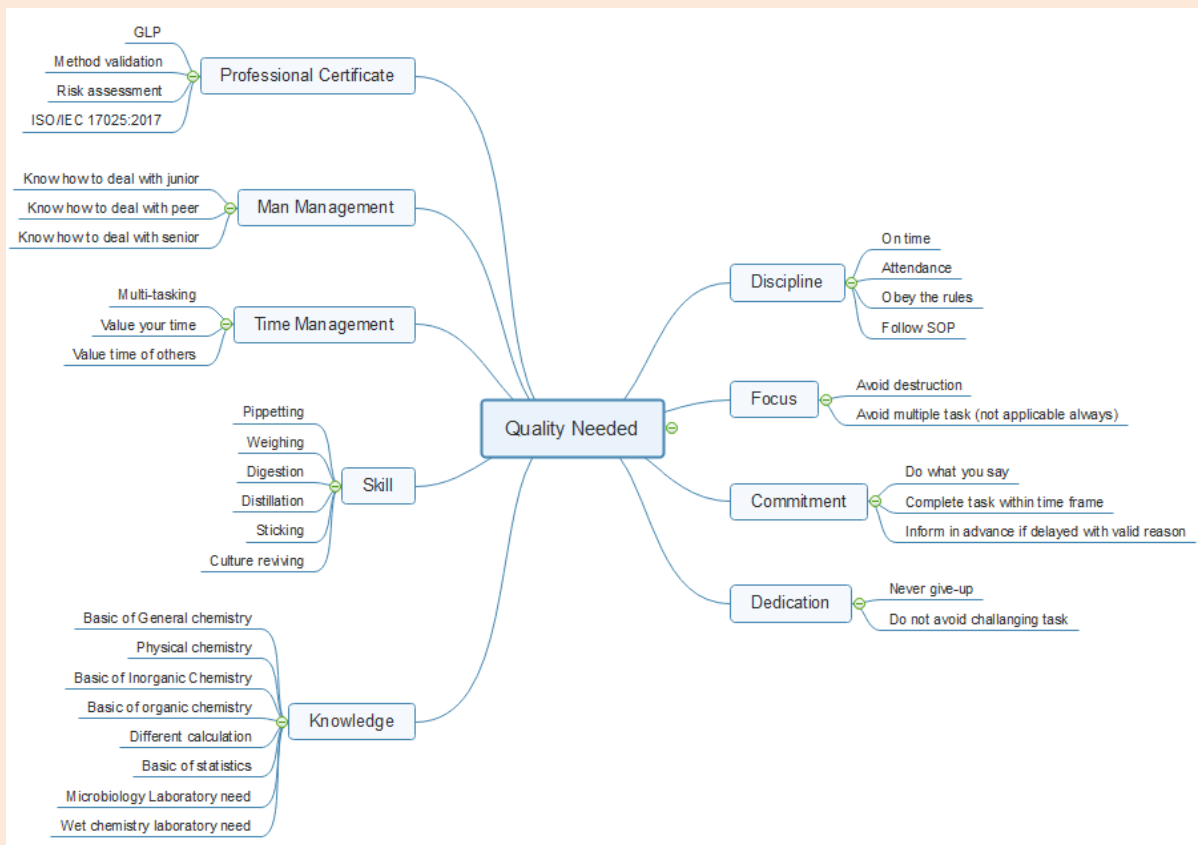 GLP
Method validation
Risk assessment
ISO/IEC 17025:2017
Professional Certificate
Know how to deal with junior
Know how to deal with peer
Know how to deal with senior
Man Management
Multi-tasking
Value your time
Value time of others
Time Management
Pippetting
Weighing
Digestion
Distillation
Sticking
Culture reviving
Skill
Basic of General chemistry
Physical chemistry
Basic of Inorganic Chemistry
Basic of organic chemistry
Different calculation
Basic of statistics
Microbiology Laboratory need
Wet chemistry laboratory need
Knowledge
Quality Needed
Discipline
On time
Attendance
Obey the rules
Follow SOP
Focus
Avoid destruction
Avoid multiple task (not applicable always)
Commitment
Do what you say
Complete task within time frame
Inform in advance if delayed with valid reason
Dedication
Never give-up
Do not avoid challanging task